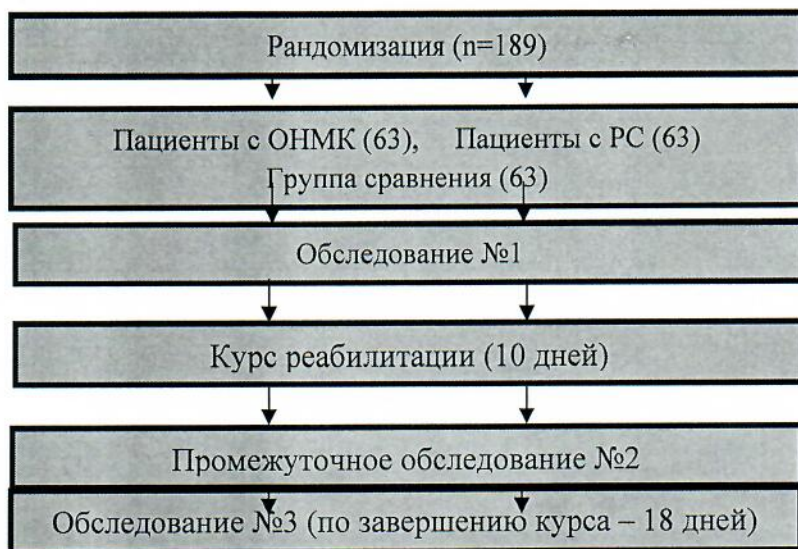 Рандомизация (n=189)
Пациенты с ОНМК (63), Пациенты с РС (63)
Группа сравнения (63)
Обследование №1
Курс реабилитации (10 дней)
Промежуточное обследование №2
Обследование №3 (по завершению курса – 18 дней)